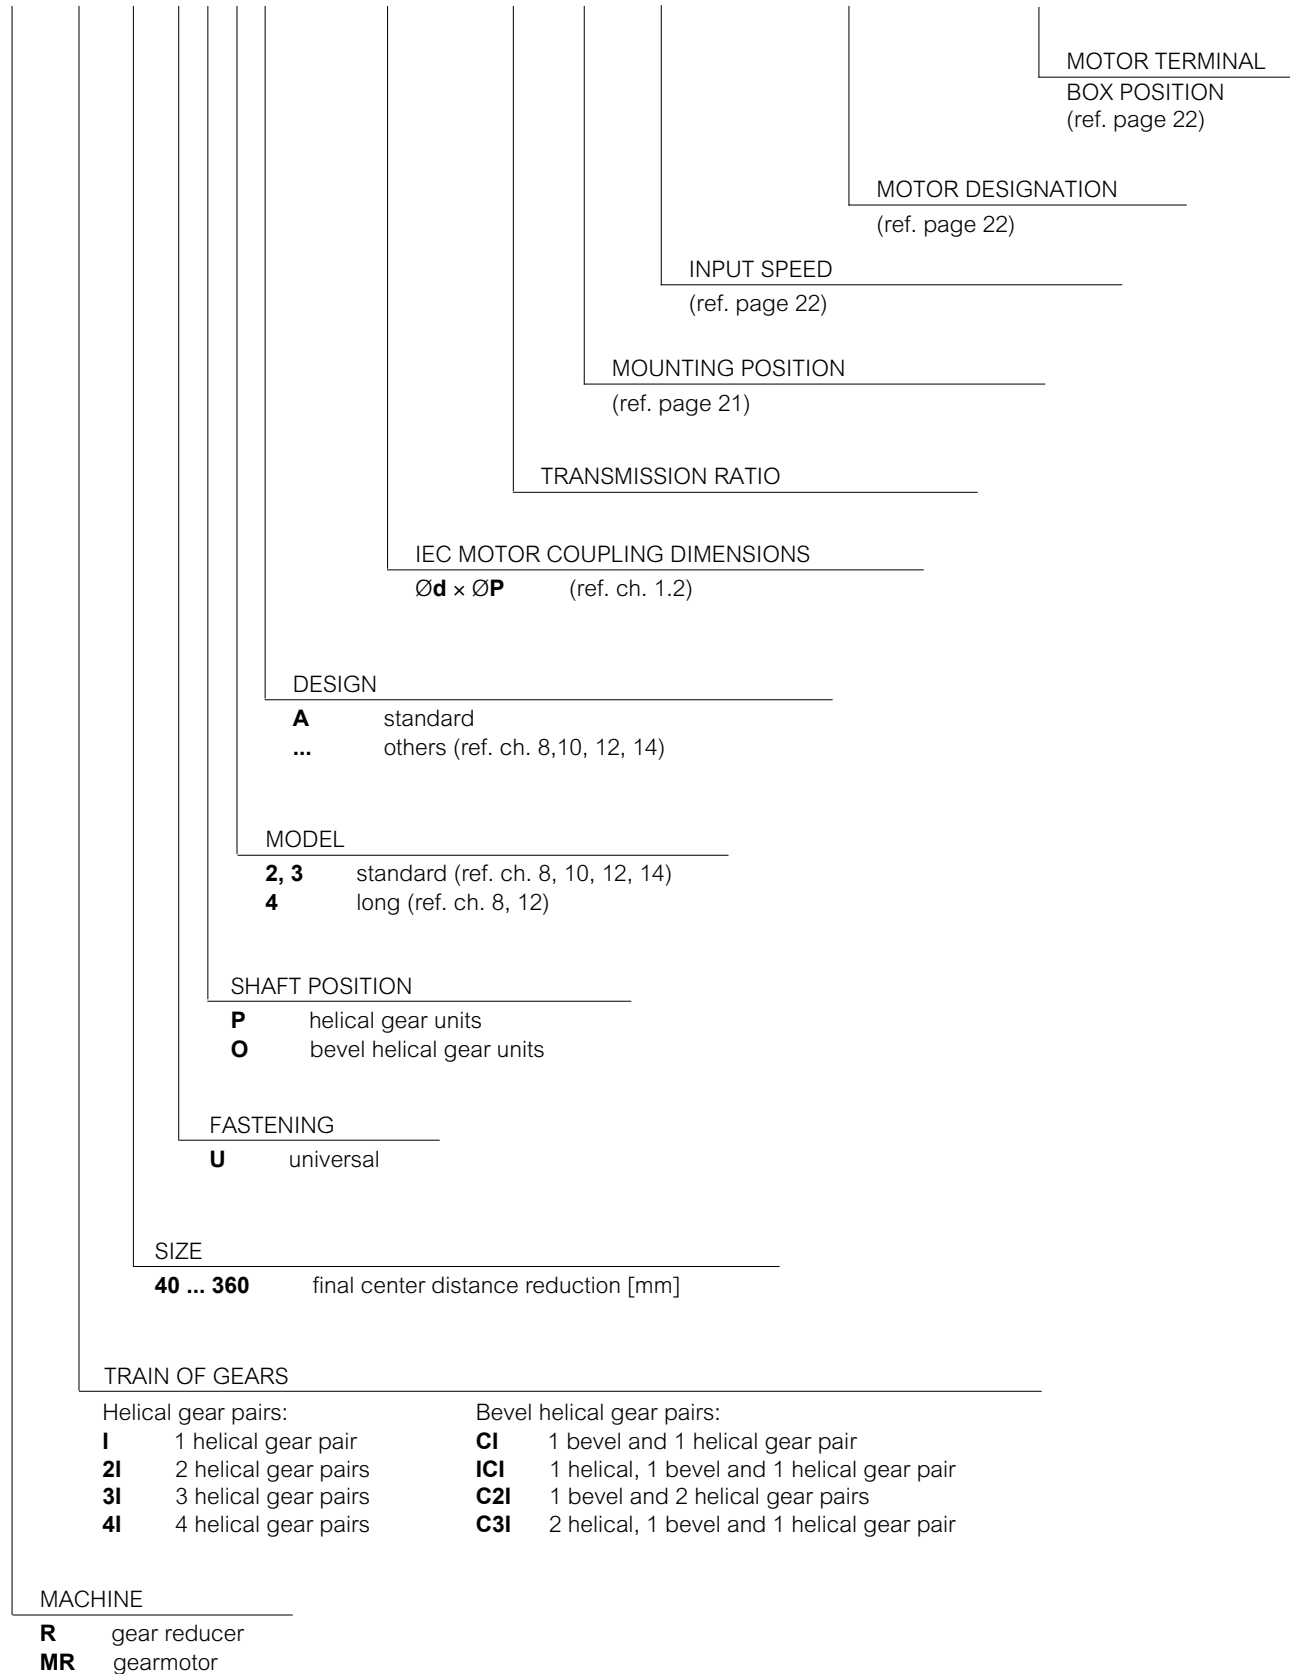 MOTOR TERMINAL
BOX POSITION
(ref. page 22)
MOTOR DESIGNATION
(ref. page 22)
INPUT SPEED
(ref. page 22)
MOUNTING POSITION
(ref. page 21)
TRANSMISSION RATIO
IEC MOTOR COUPLING DIMENSIONS
Ød × ØP (ref. ch. 1.2)
DESIGN
A standard
... others (ref. ch. 8,10, 12, 14)
MODEL
2, 3 standard (ref. ch. 8, 10, 12, 14)
4 long (ref. ch. 8, 12)
SHAFT POSITION
P helical gear units
O bevel helical gear units
FASTENING
U universal
SIZE
40 ... 360 final center distance reduction [mm]
TRAIN OF GEARS
Helical gear pairs: Bevel helical gear pairs:
I 1 helical gear pair CI 1 bevel and 1 helical gear pair
2I 2 helical gear pairs ICI 1 helical, 1 bevel and 1 helical gear pair
3I 3 helical gear pairs C2I 1 bevel and 2 helical gear pairs
4I 4 helical gear pairs C3I 2 helical, 1 bevel and 1 helical gear pair
MACHINE
R gear reducer
MR gearmotor